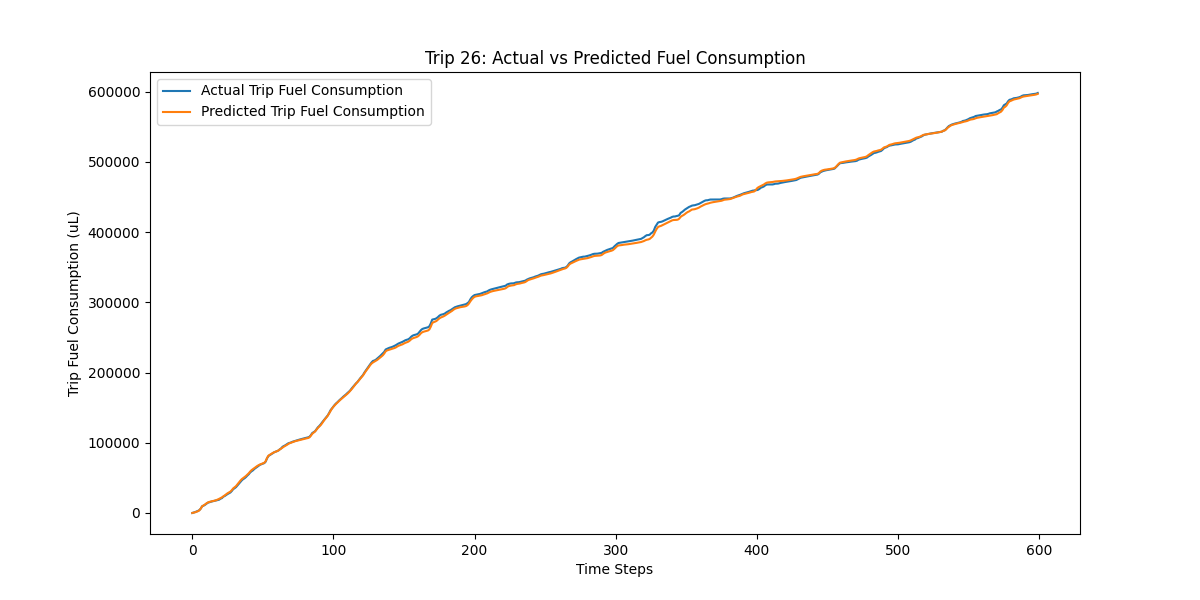 Trip 26: Actual vs Predicted Fuel Consumption
Actual Trip Fuel Consumption
Predicted Trip Fuel Consumption
Trip Fuel Consumption (uL)
600000
500000
400000
300000
200000
100000
0
0 100 200 300 400 500 600
Time Steps